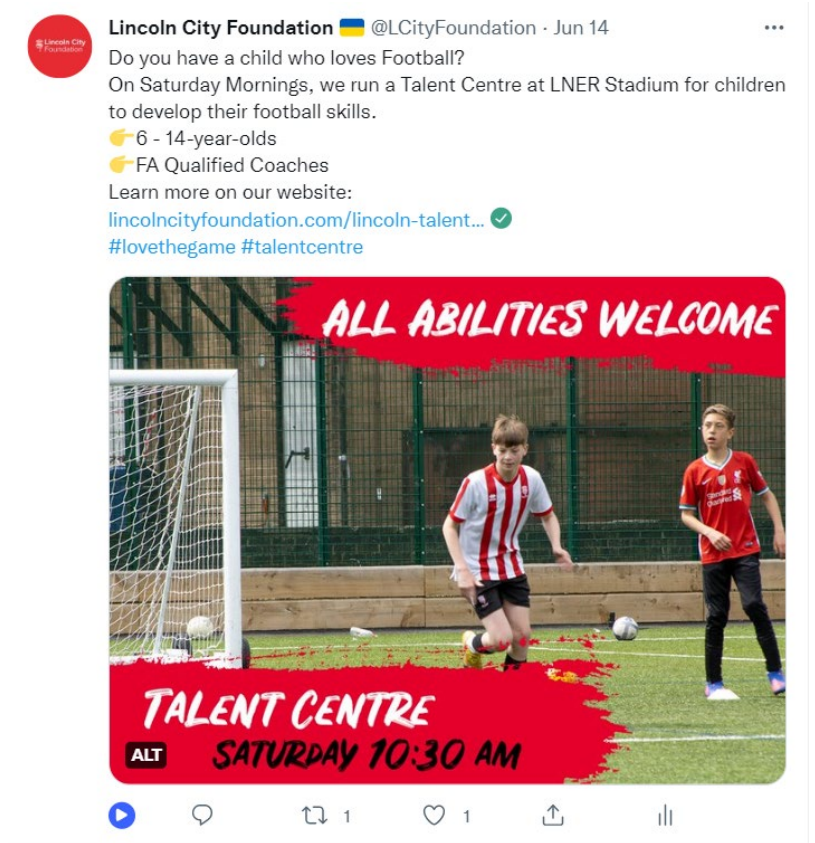 Lincoln City Foundation 🇺🇦 @LCityFoundation · Jun 14
Lincoln City
Foundation
Do you have a child who loves Football?
On Saturday Mornings, we run a Talent Centre at LNER Stadium for children
to develop their football skills.
👉6 - 14-year-olds
👉FA Qualified Coaches
Learn more on our website:
lincolncityfoundation.com/lincoln-talent...
#lovethegame #talentcentre
ALL ABILITIES WELCOME
Standard
Chartered
TALENT CENTRE
ALT
SATURDAY 10:30 AM
1
1